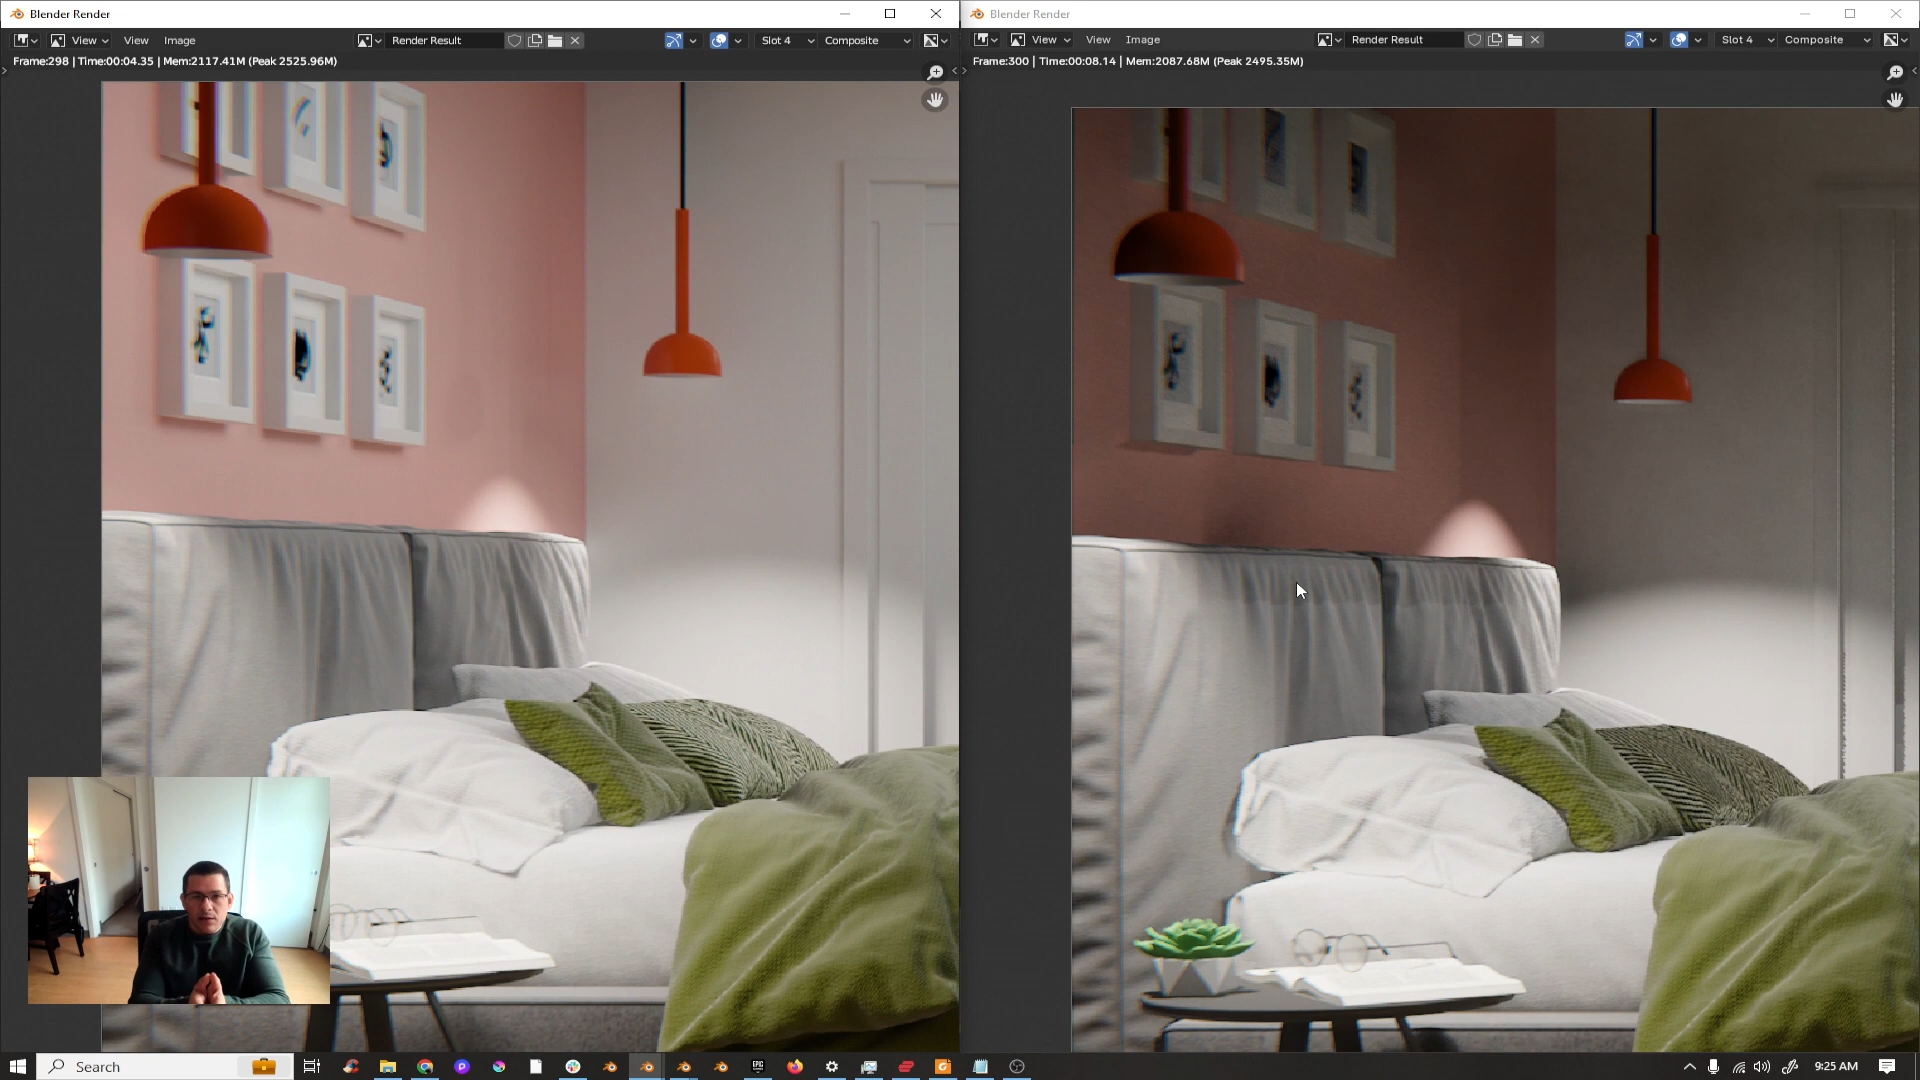 Blender Render
View
View
Image
Render Result
Slot 4
Composite
Frame:298 | Time:00:04.35 | Mem:2117.41M (Peak 2525.96M)
Blender Render
View
View
Image
Render Result
Slot 4
Composite
Frame:300 | Time:00:08.14 | Mem:2087.68M (Peak 2495.35M)
Search
EPIC
9:25 AM